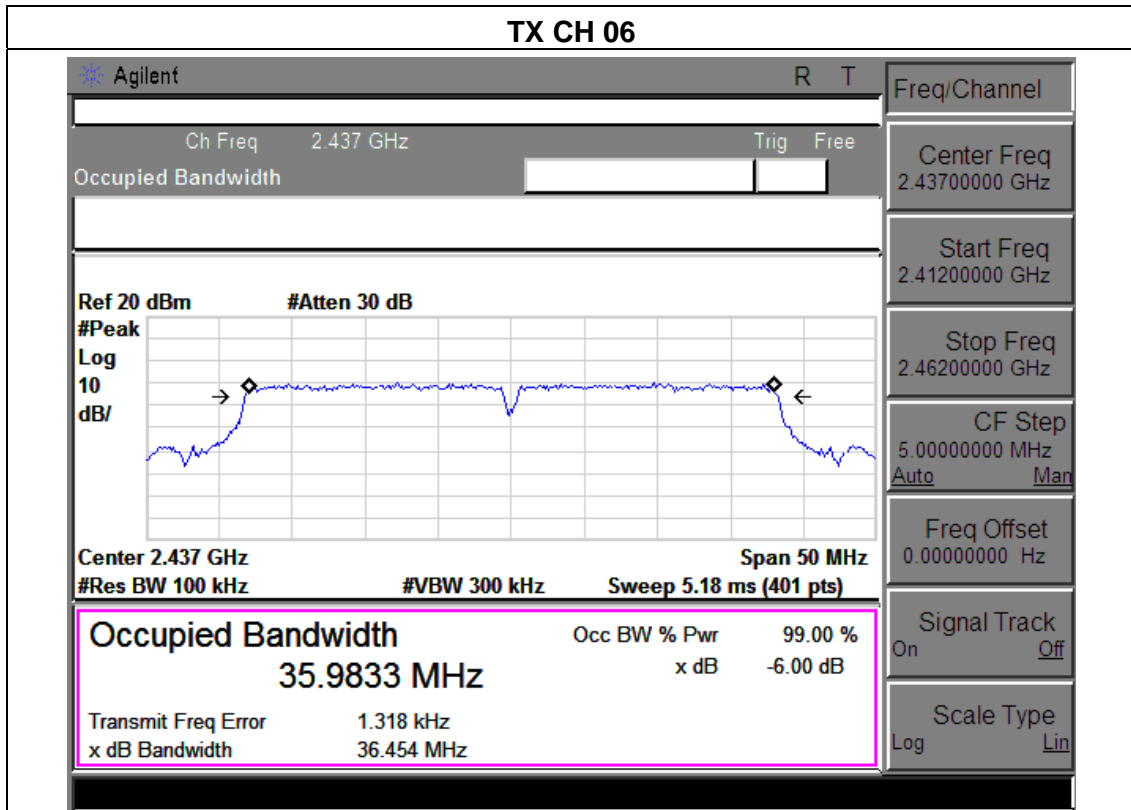 TX CH 06
Agilent R T
Freq/Channel
Ch Freq 2.437 GHz Trig Free
Occupied Bandwidth
Center Freq
2.43700000 GHz
Start Freq
2.41200000 GHz
Stop Freq
2.46200000 GHz
CF Step
5.00000000 MHz
Auto Man
Freq Offset
0.00000000 Hz
Signal Track
On Off
Scale Type
Log Lin
Ref 20 dBm #Atten 30 dB
#Peak
Log
10
dB/
Center 2.437 GHz Span 50 MHz
#Res BW 100 kHz #VBW 300 kHz Sweep 5.18 ms (401 pts)
Occupied Bandwidth Occ BW % Pwr 99.00 %
35.9833 MHz x dB -6.00 dB
Transmit Freq Error 1.318 kHz
x dB Bandwidth 36.454 MHz